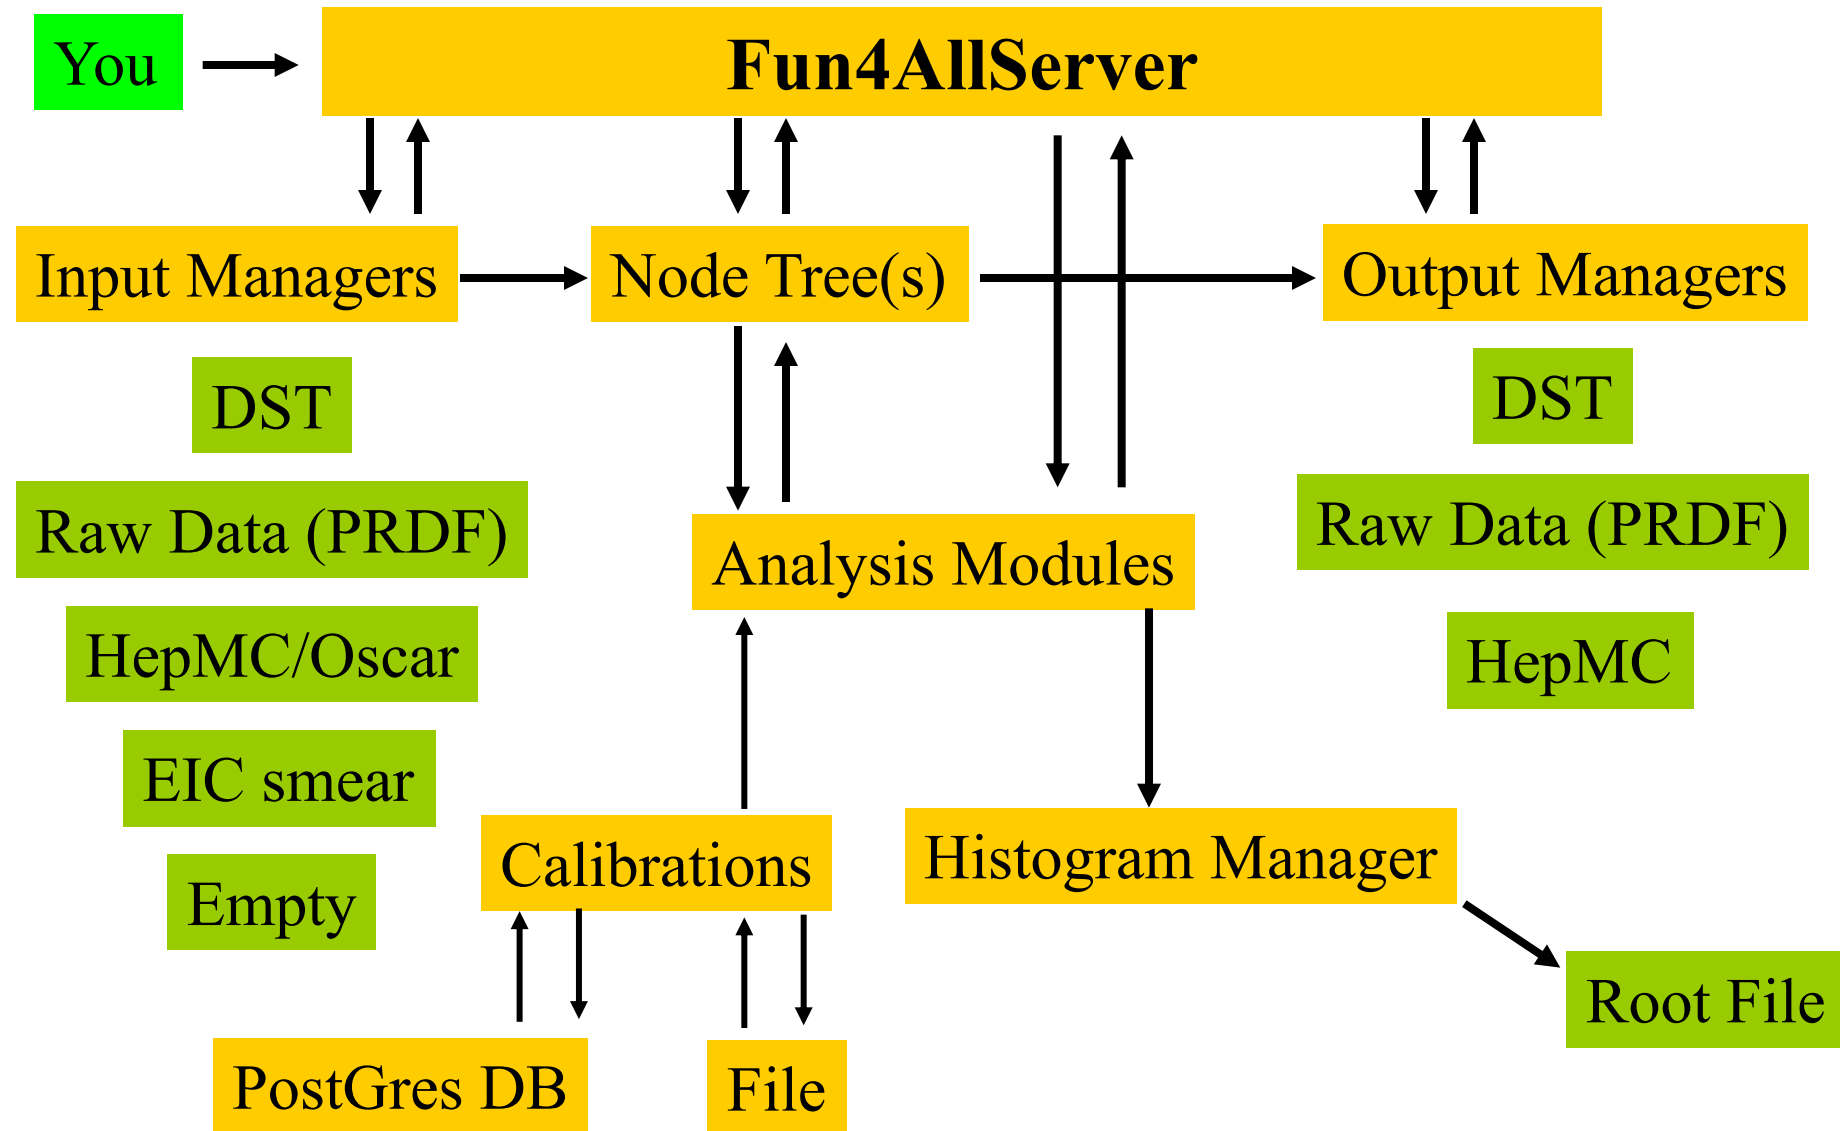 You
Fun4AllServer
Input Managers
Node Tree(s)
Output Managers
DST
DST
Raw Data (PRDF)
Raw Data (PRDF)
Analysis Modules
HepMC/Oscar
HepMC
EIC smear
Calibrations
Histogram Manager
Empty
Root File
PostGres DB
File